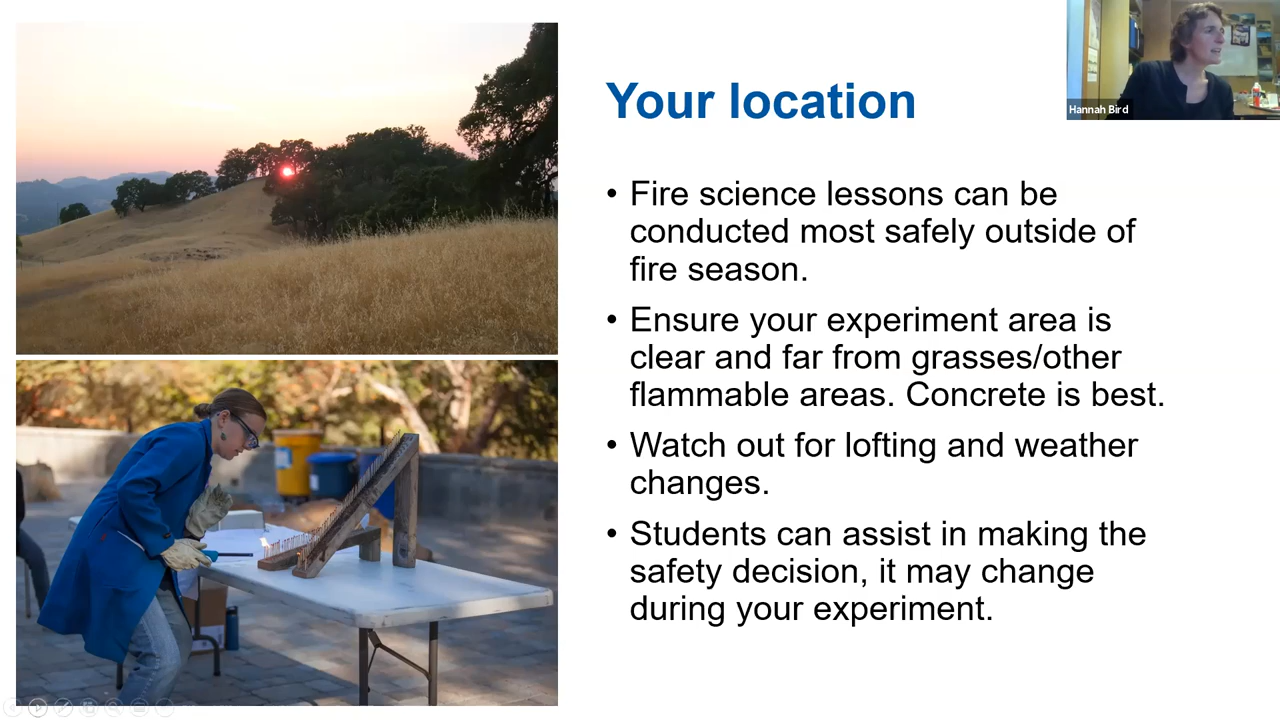 Your location
Hannah Bird
• Fire science lessons can be
conducted most safely outside of
fire season.
• Ensure your experiment area is
clear and far from grasses/other
flammable areas. Concrete is best.
• Watch out for lofting and weather
changes.
• Students can assist in making the
safety decision, it may change
during your experiment.